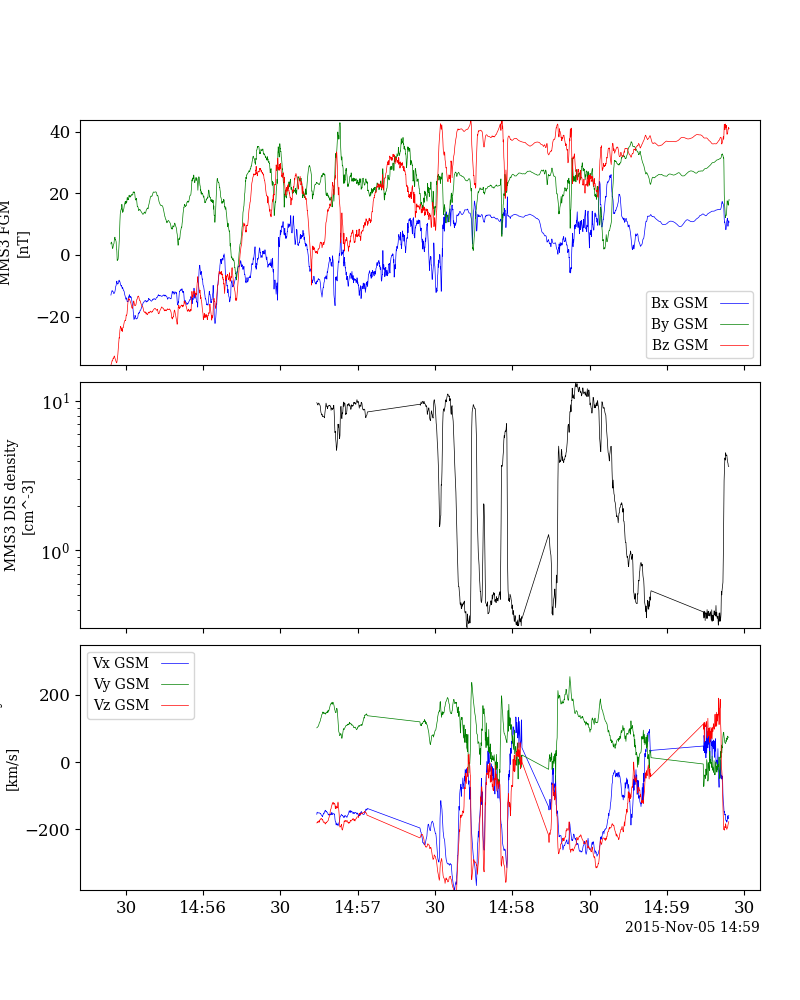 40
20
0
−20
MMS3 FGM
[nT]
Bx GSM
By GSM
Bz GSM
10^1
10^0
MMS3 DIS density
[cm^-3]
Vx GSM
Vy GSM
Vz GSM
200
0
−200
[km/s]
30 14:56 30 14:57 30 14:58 30 14:59 30
2015-Nov-05 14:59